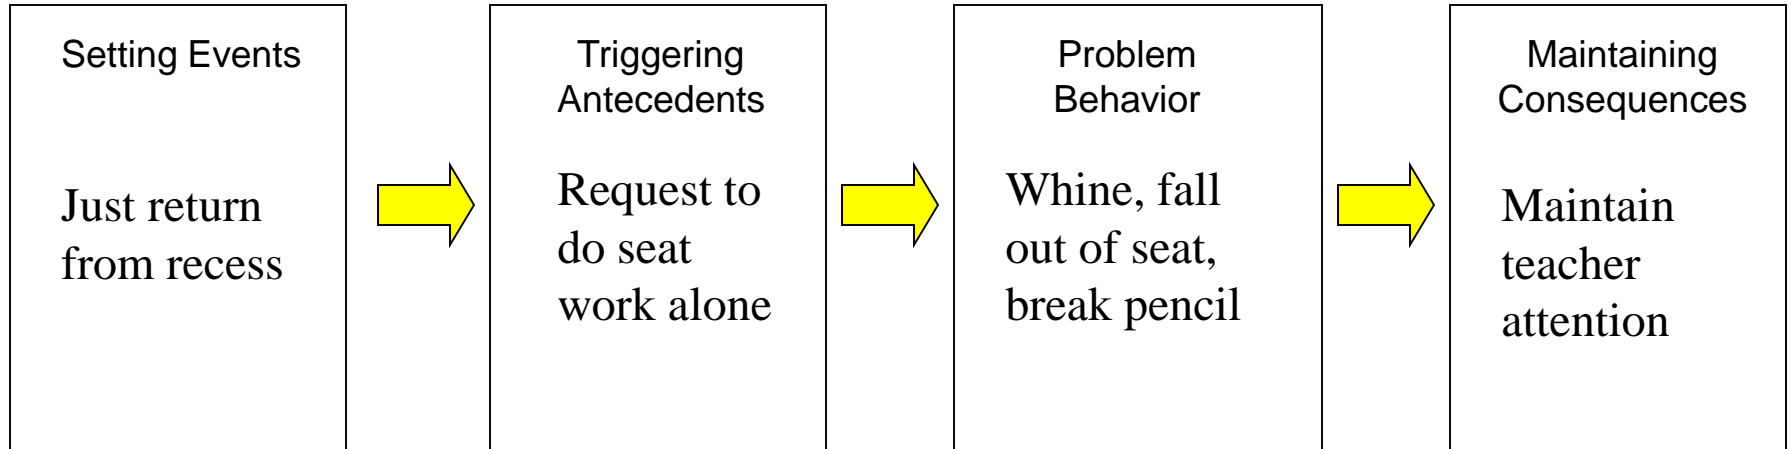 Setting Events
Just return
from recess
Triggering
Antecedents
Request to
do seat
work alone
Problem
Behavior
Whine, fall
out of seat,
break pencil
Maintaining
Consequences
Maintain
teacher
attention